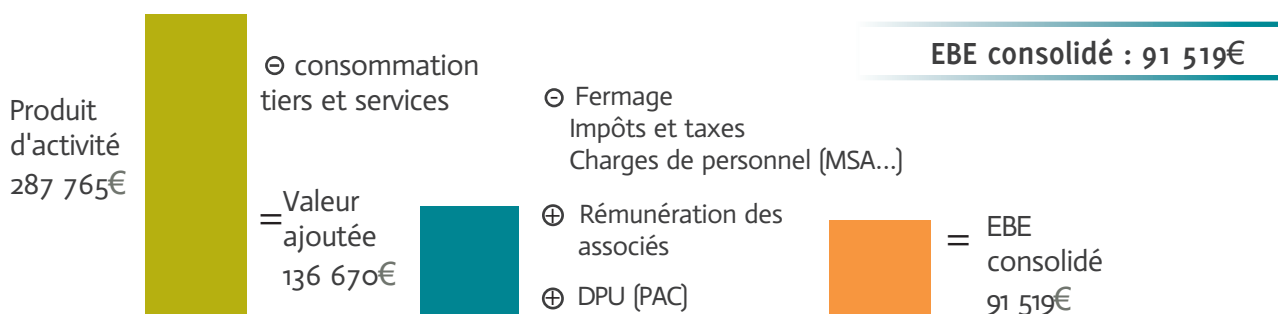 EBE consolidé : 91 519€
Produit
d'activité
287 765€
⊖ consommation
tiers et services
=Valeur
ajoutée
136 670€
⊖ Fermage
Impôts et taxes
Charges de personnel (MSA...)
⊕ Rémunération des
associés
⊕ DPU (PAC)
= EBE
consolidé
91 519€